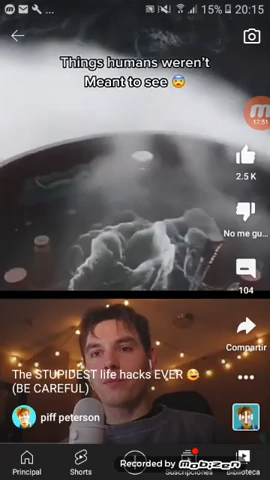 15% 20:15
Things humans weren't
Meant to see 😨
12:51
2.5 K
No me gu...
104
Compartir
The STUPIDEST life hacks EVER 😂
(BE CAREFUL)
piff peterson
Principal
Shorts
Suscripciones
Biblioteca
Recorded by mobizen